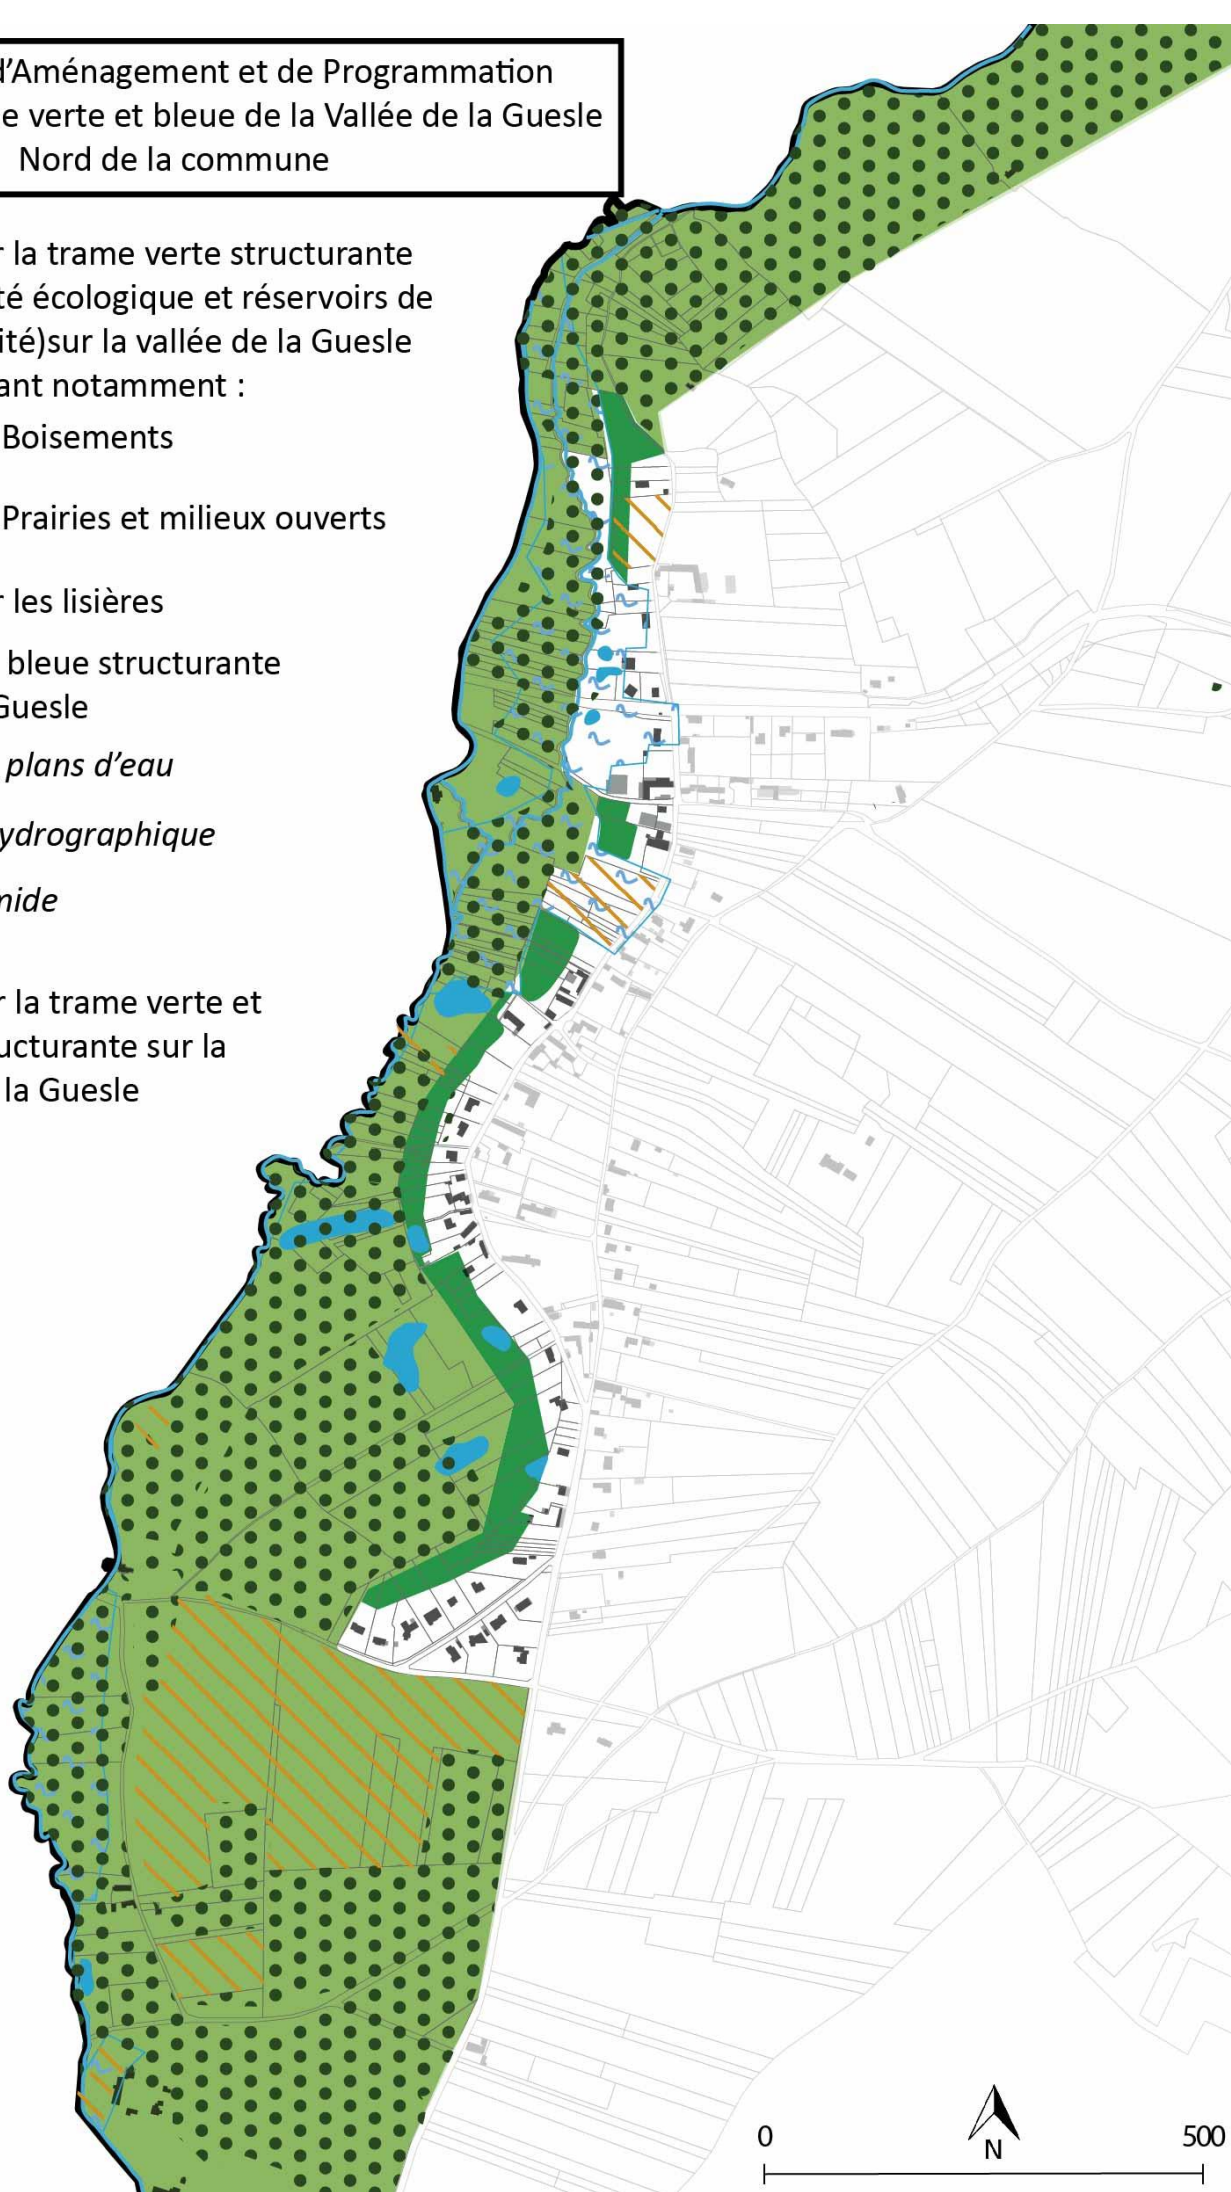 d’Aménagement et de Programmation
e verte et bleue de la Vallée de la Guesle
Nord de la commune
r la trame verte structurante
té écologique et réservoirs de
ité)sur la vallée de la Guesle
ant notamment :
Boisements
Prairies et milieux ouverts
r les lisières
bleue structurante
Guesle
plans d’eau
ydrographique
mide
r la trame verte et
ucturante sur la
la Guesle
0
500
N